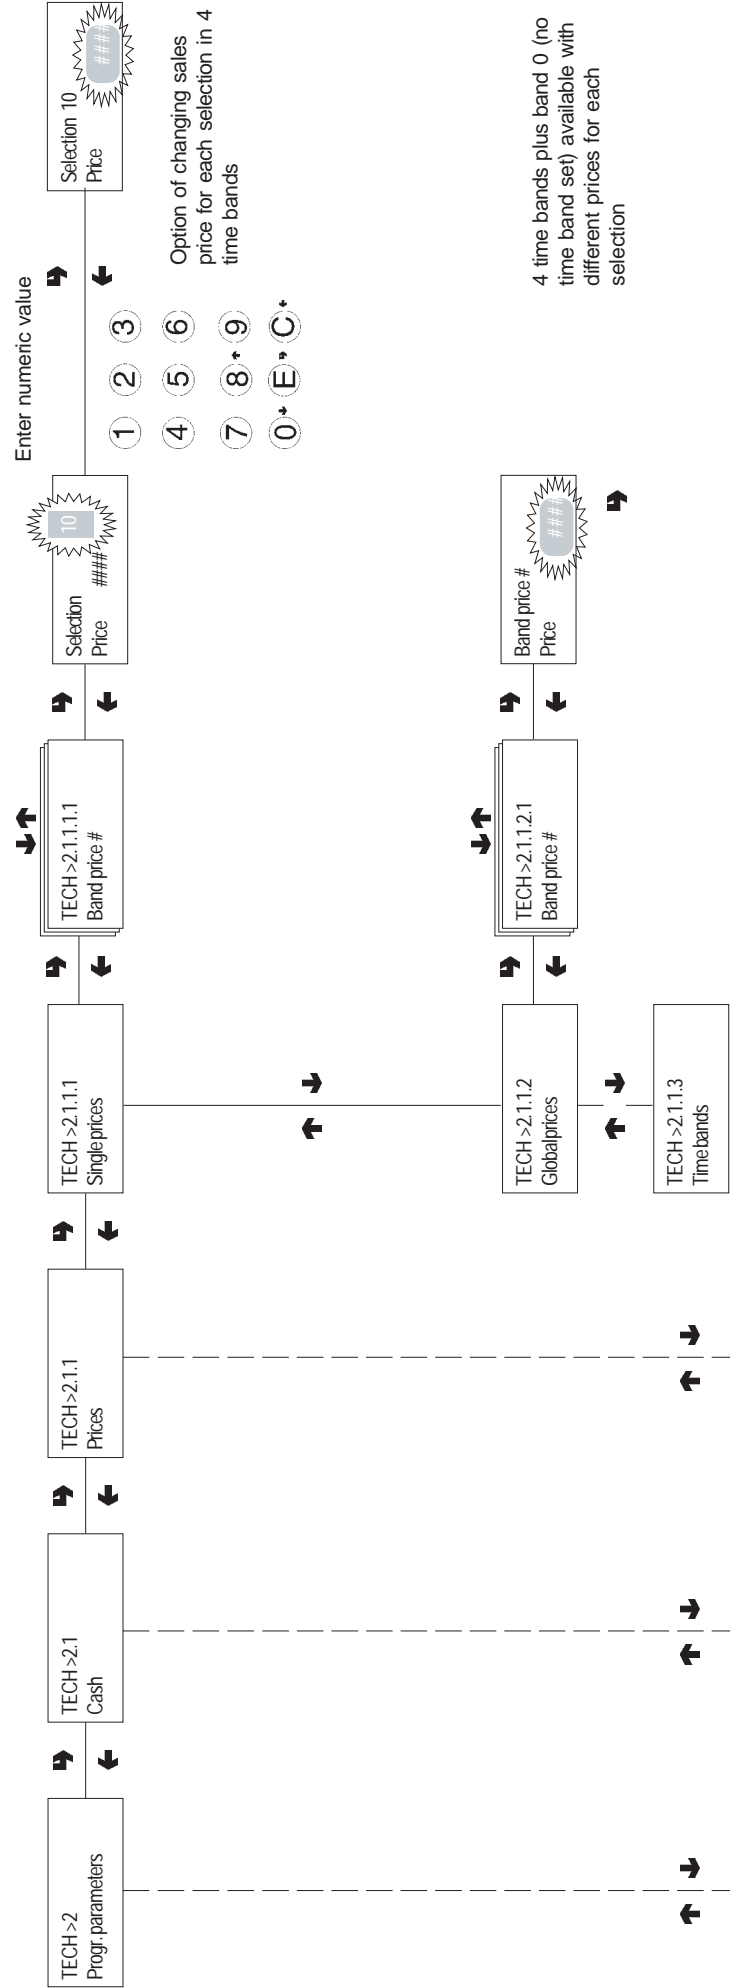 TECH >2
Progr. parameters
TECH >2.1
Cash
TECH >2.1.1
Prices
TECH >2.1.1.1
Single prices
TECH >2.1.1.1.1
Band price #
Selection 10
Price ####
Enter numeric value
1 2 3
4 5 6
7 8 9
0 E C
Selection 10
Price ####
Option of changing sales
price for each selection in 4
time bands
TECH >2.1.1.2
Global prices
TECH >2.1.1.2.1
Band price #
Band price #
Price ####
4 time bands plus band 0 (no
time band set) available with
different prices for each
selection
TECH >2.1.1.3
Time bands